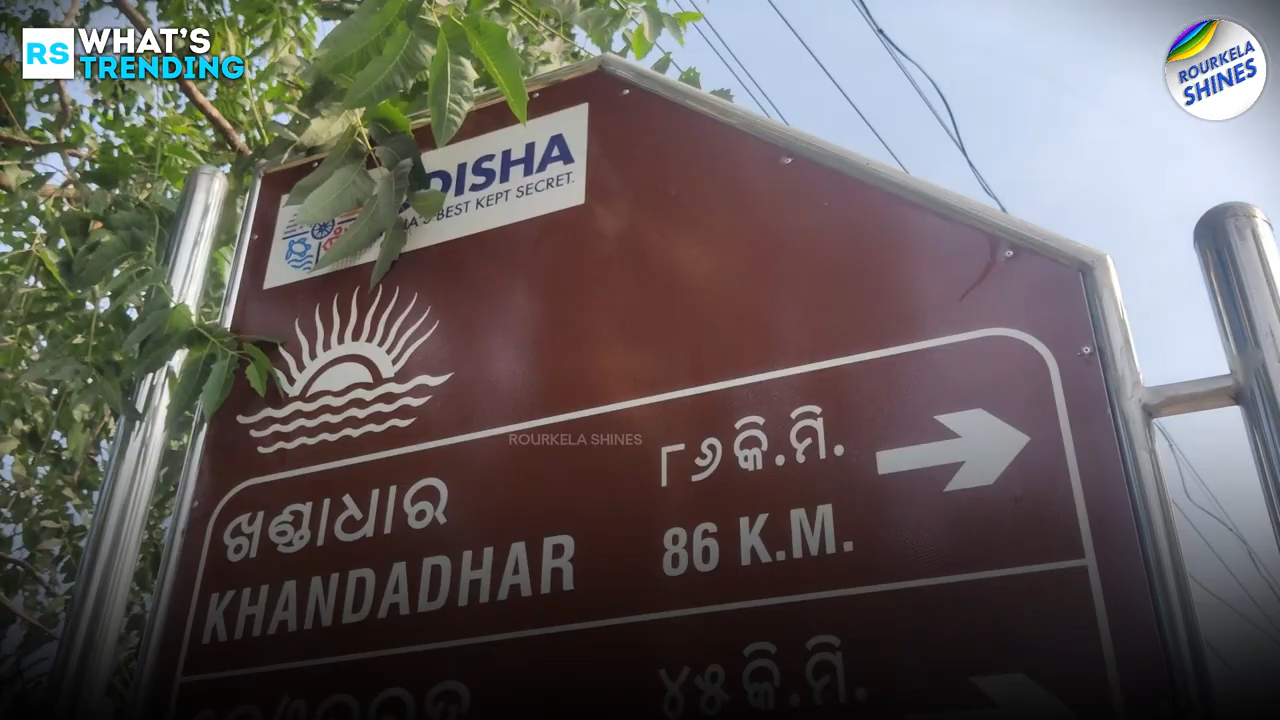 RS WHAT'S
TRENDING
ROURKELA
SHINES
DISHA
BEST KEPT SECRET.
ROURKELA SHINES
ଖଣ୍ଡାଧାର ୮୬ କି.ମି.
KHANDADHAR 86 K.M.
୪୫ କି.ମି.